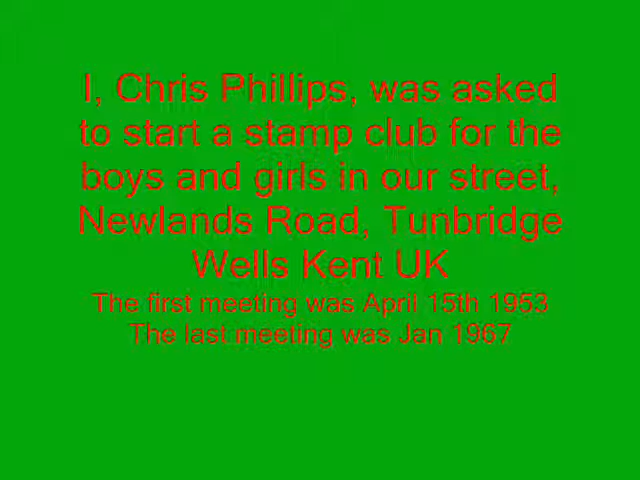 I, Chris Phillips, was asked
to start a stamp club for the
boys and girls in our street,
Newlands Road, Tunbridge
Wells Kent UK
The first meeting was April 15th 1953
The last meeting was Jan 1967